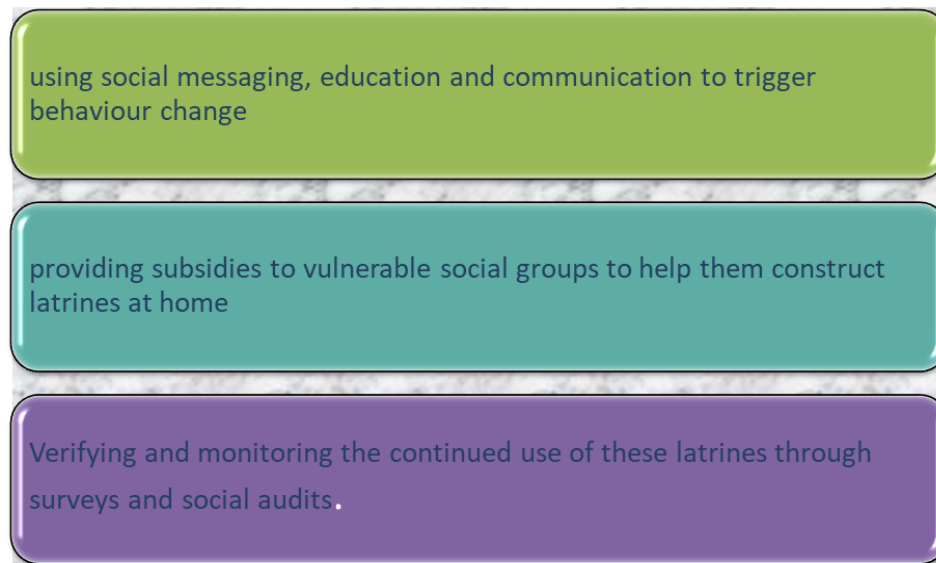 using social messaging, education and communication to trigger
behaviour change
providing subsidies to vulnerable social groups to help them construct
latrines at home
Verifying and monitoring the continued use of these latrines through
surveys and social audits.